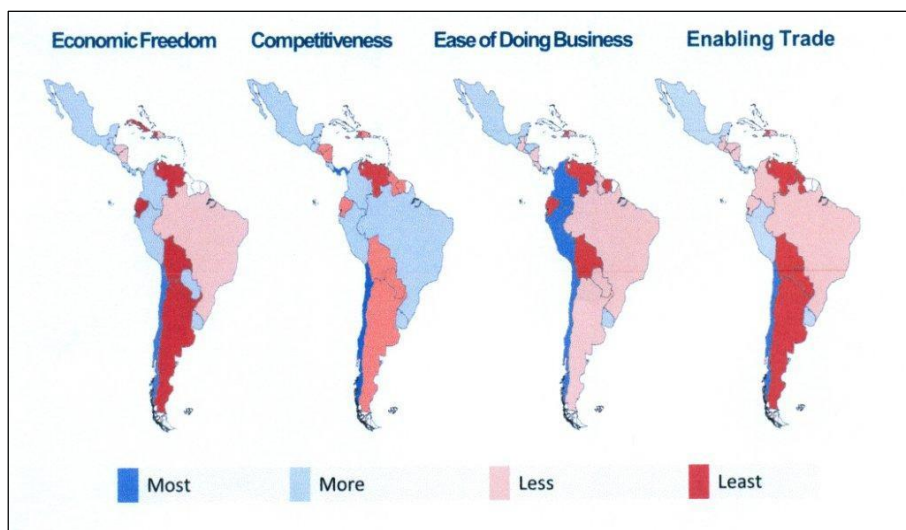 Economic Freedom
Competitiveness
Ease of Doing Business
Enabling Trade
Most
More
Less
Least